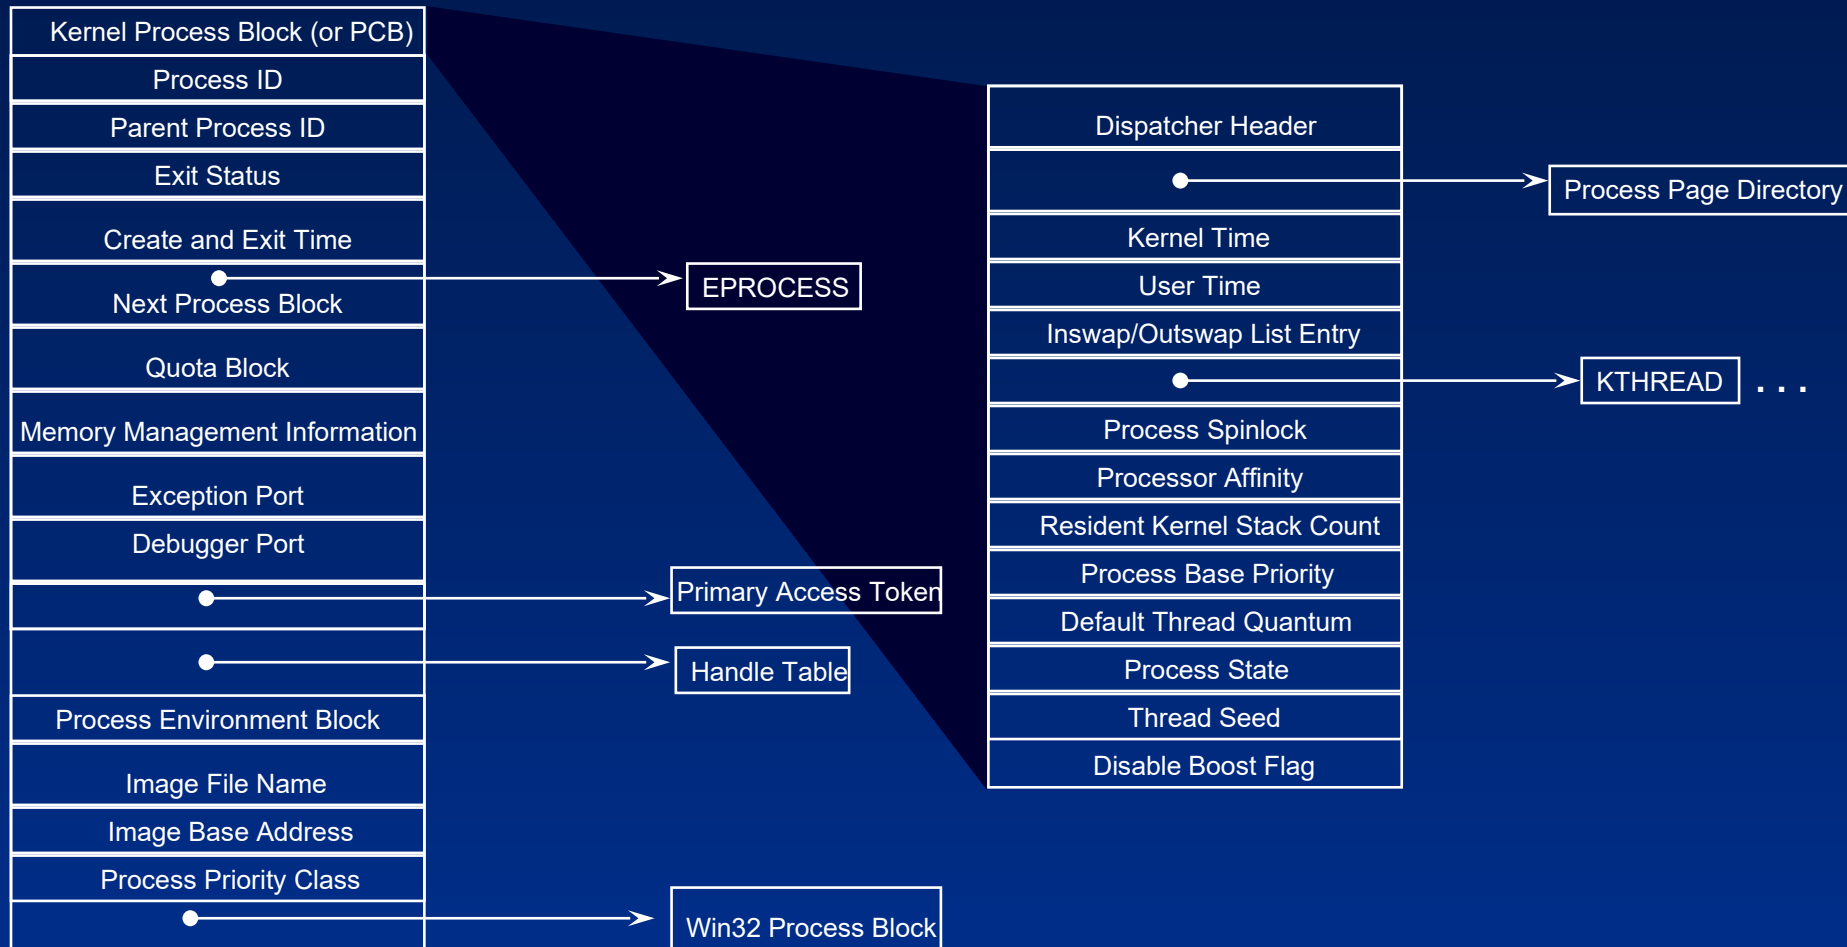 Kernel Process Block (or PCB)
Process ID
Parent Process ID
Exit Status
Create and Exit Time
Next Process Block
Quota Block
Memory Management Information
Exception Port
Debugger Port
Process Environment Block
Image File Name
Image Base Address
Process Priority Class
EPROCESS
Primary Access Token
Handle Table
Win32 Process Block
Dispatcher Header
Kernel Time
User Time
Inswap/Outswap List Entry
Process Spinlock
Processor Affinity
Resident Kernel Stack Count
Process Base Priority
Default Thread Quantum
Process State
Thread Seed
Disable Boost Flag
Process Page Directory
KTHREAD . . .